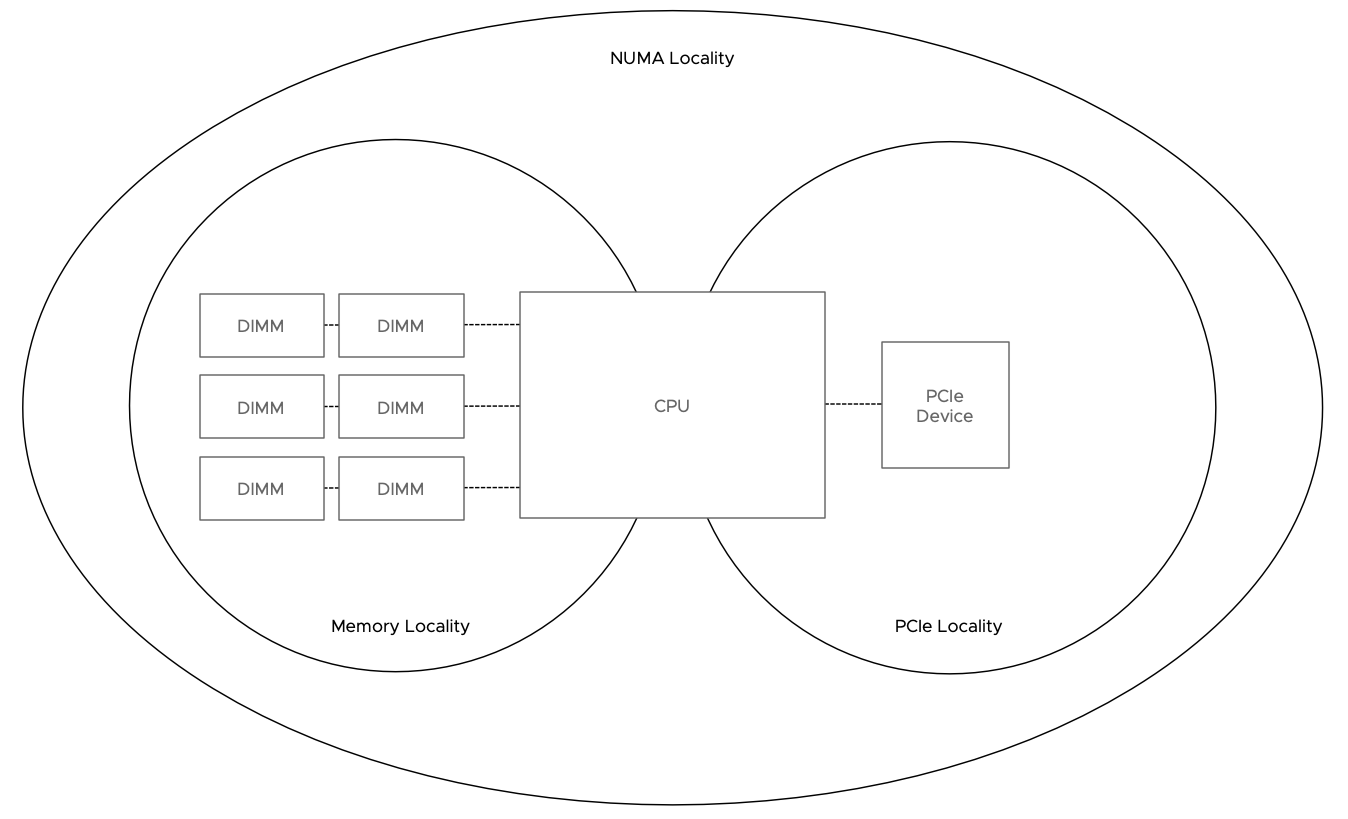 NUMA Locality
DIMM
DIMM
DIMM
DIMM
DIMM
DIMM
CPU
PCIe
Device
Memory Locality
PCIe Locality